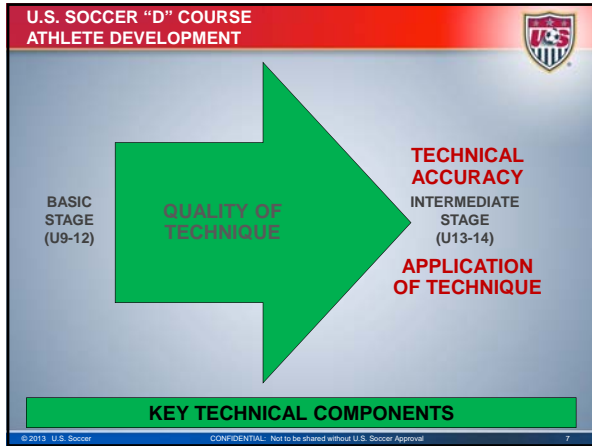 U.S. SOCCER “D” COURSE
ATHLETE DEVELOPMENT
US
BASIC
STAGE
(U9-12)
QUALITY OF
TECHNIQUE
TECHNICAL
ACCURACY
INTERMEDIATE
STAGE
(U13-14)
APPLICATION
OF TECHNIQUE
KEY TECHNICAL COMPONENTS
© 2013 U.S. Soccer CONFIDENTIAL: Not to be shared without U.S. Soccer Approval 7